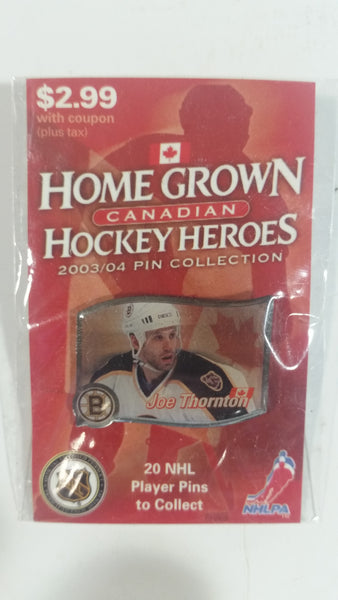 $2.99
with coupon
(plus tax)
HOME GROWN
CANADIAN
HOCKEY HEROES
2003/04 PIN COLLECTION
B
Joe Thornton
20 NHL
Player Pins
to Collect
NHL
NHLPA